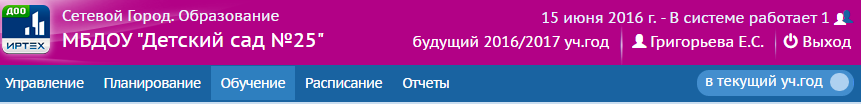 ДОО
ИРТЕХ
Сетевой Город. Образование
15 июня 2016 г. - В системе работает 1
МБДОУ "Детский сад №25"
будущий 2016/2017 уч.год
Григорьева Е.С.
Выход
Управление Планирование Обучение Расписание Отчеты
в текущий уч.год